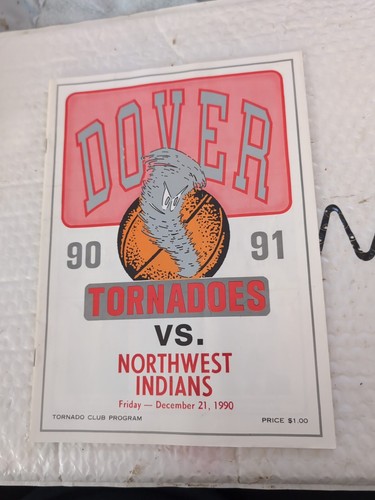 DOVER
90 91
TORNADOES
VS.
NORTHWEST
INDIANS
Friday — December 21, 1990
TORNADO CLUB PROGRAM PRICE $1.00